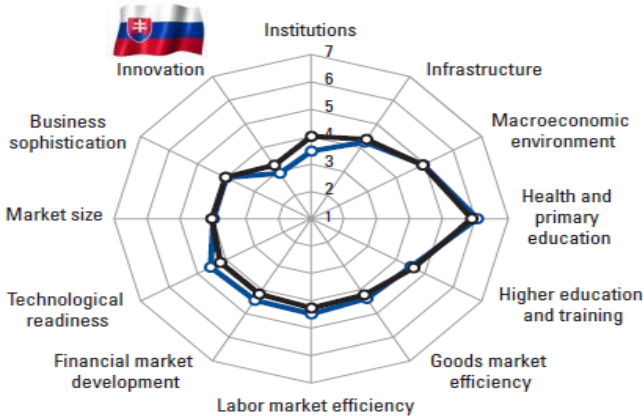 Institutions
7
6
5
4
3
2
1
Infrastructure
Macroeconomic
environment
Health and
primary
education
Higher education
and training
Goods market
efficiency
Labor market efficiency
Financial market
development
Technological
readiness
Market size
Business
sophistication
Innovation